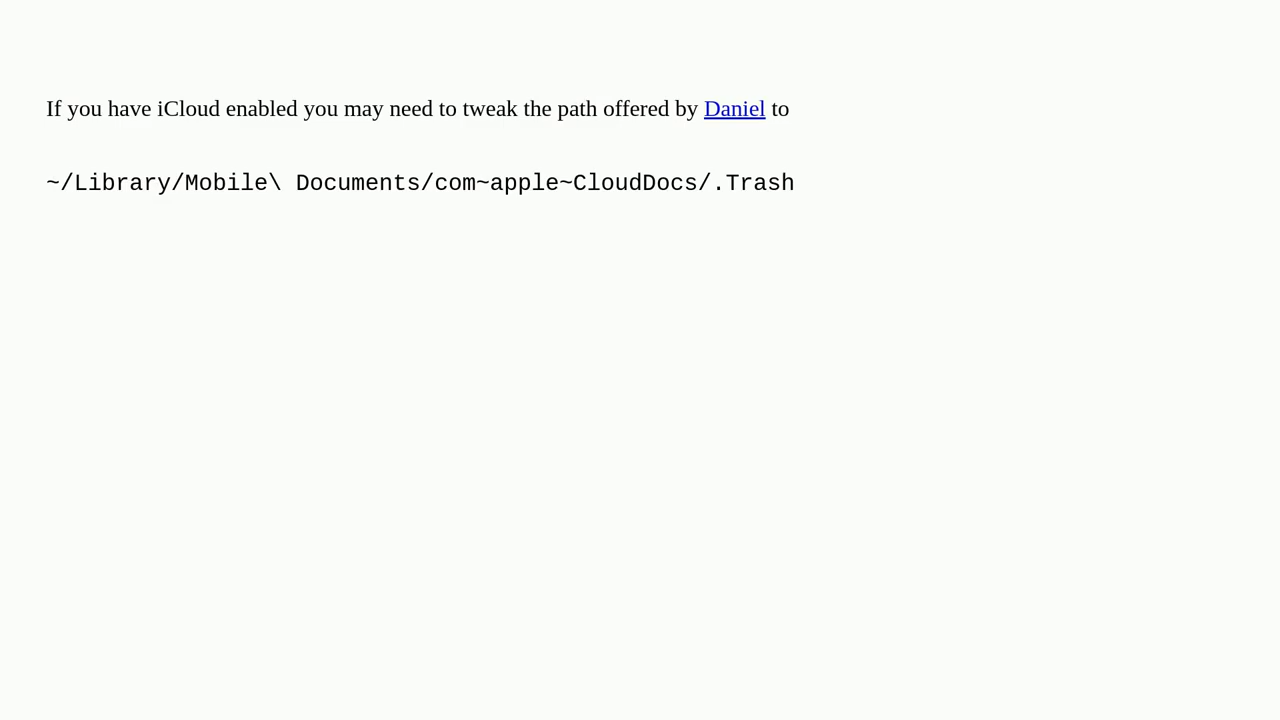 If you have iCloud enabled you may need to tweak the path offered by Daniel to
~/Library/Mobile\ Documents/com~apple~CloudDocs/.Trash